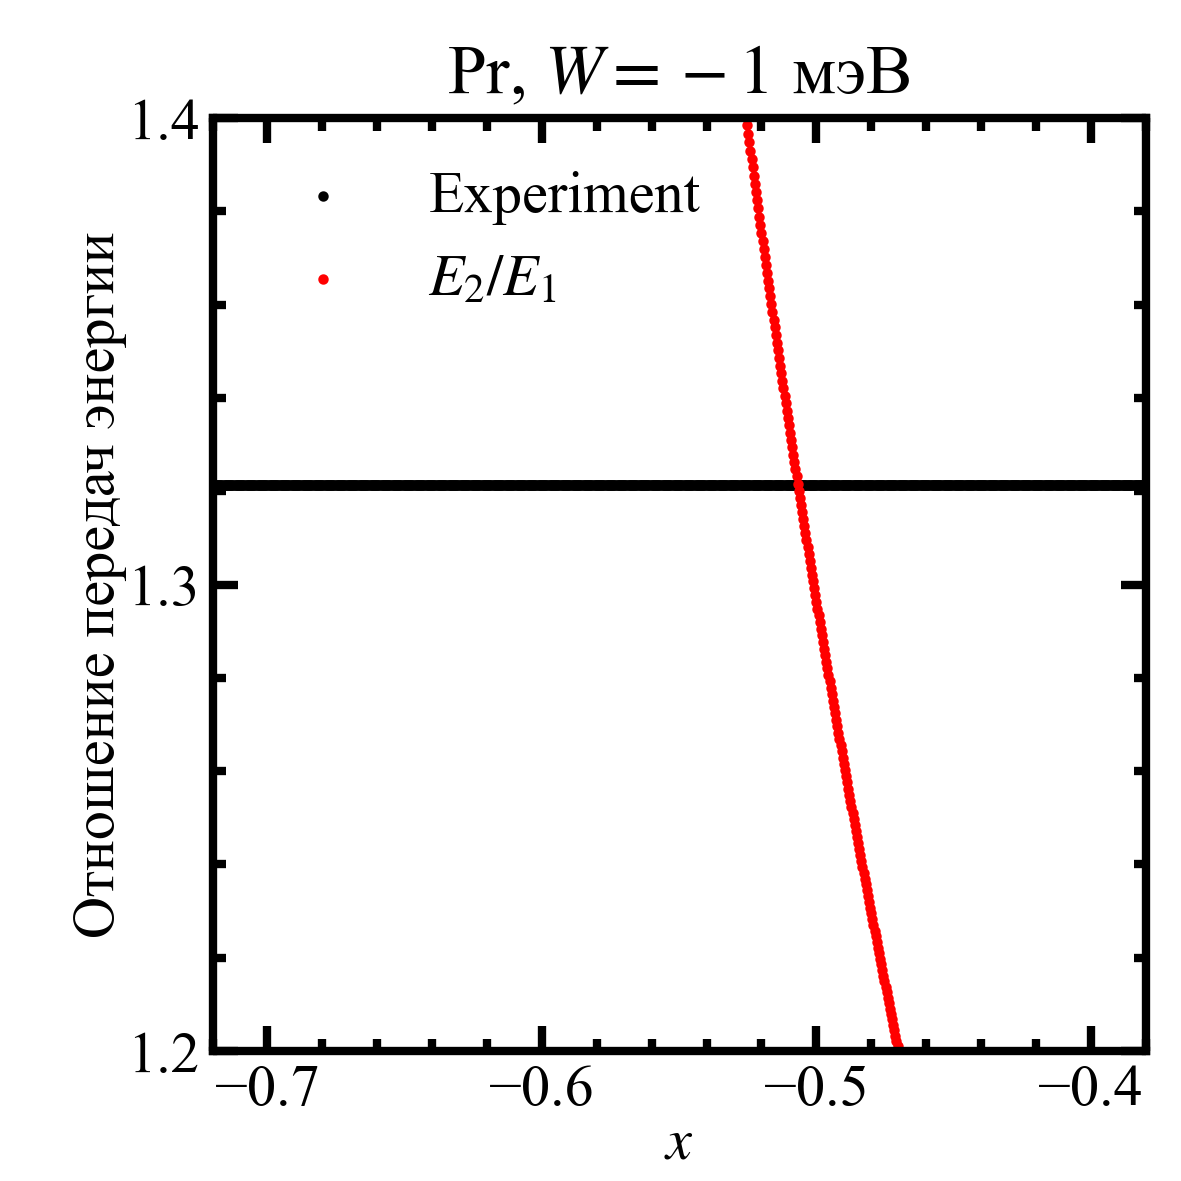 Pr, W = − 1 мэВ
Отношение передач энергии
1.4
1.3
1.2
Experiment
E₂/E₁
−0.7 −0.6 −0.5 −0.4
x